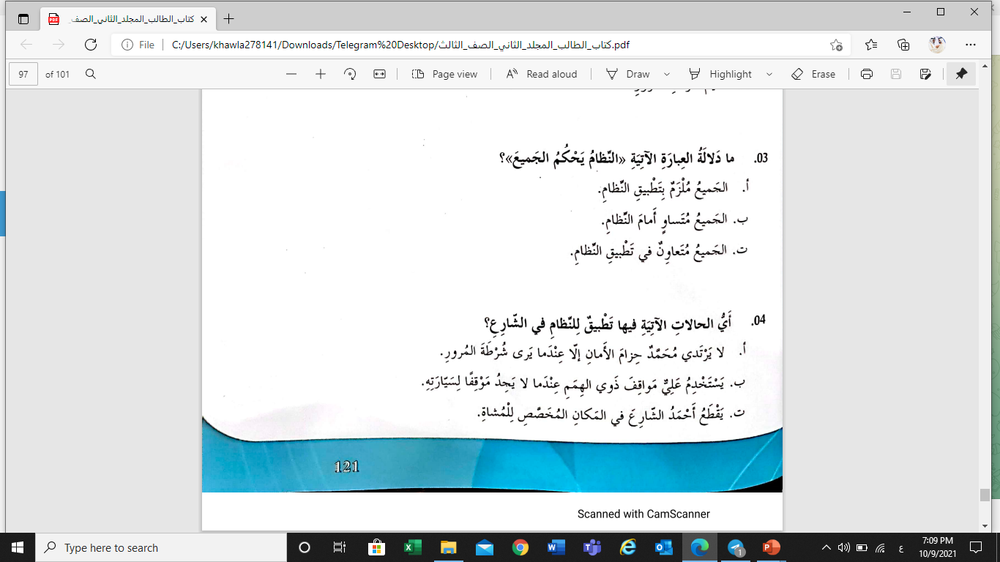 كتاب_الطالب_المجلد_الثاني_الصف_
File
C:/Users/khawla278141/Downloads/Telegram%20Desktop/كتاب_الطالب_المجلد_الثاني_الصف_الثالث.pdf
97 of 101
Page view
Read aloud
Draw
Highlight
Erase
03. ما دَلالَةُ العِبارَةِ الآتِيَةِ «النِّظامُ يَحْكُمُ الجَميعَ»؟
أ. الجَميعُ مُلْزَمٌ بِتَطْبيقِ النِّظامِ.
ب. الجَميعُ مُتَساوٍ أَمامَ النِّظامِ.
ت. الجَميعُ مُتَعاوِنٌ في تَطْبيقِ النِّظامِ.
04. أَيُّ الحالاتِ الآتِيَةِ فيها تَطْبيقٌ لِلنِّظامِ في الشّارِعِ؟
أ. لا يَرْتَدي مُحَمَّدٌ حِزامَ الأَمانِ إلّا عِنْدَما يَرى شُرْطَةَ المُرورِ.
ب. يَسْتَخْدِمُ عَلِيٌّ مَواقِفَ ذَوي الهِمَمِ عِنْدَما لا يَجِدُ مَوْقِفًا لِسَيّارَتِهِ.
ت. يَقْطَعُ أَحْمَدُ الشّارِعَ في المَكانِ المُخَصَّصِ لِلْمُشاةِ.
121
Scanned with CamScanner
Type here to search
1
ع
7:09 PM
10/9/2021